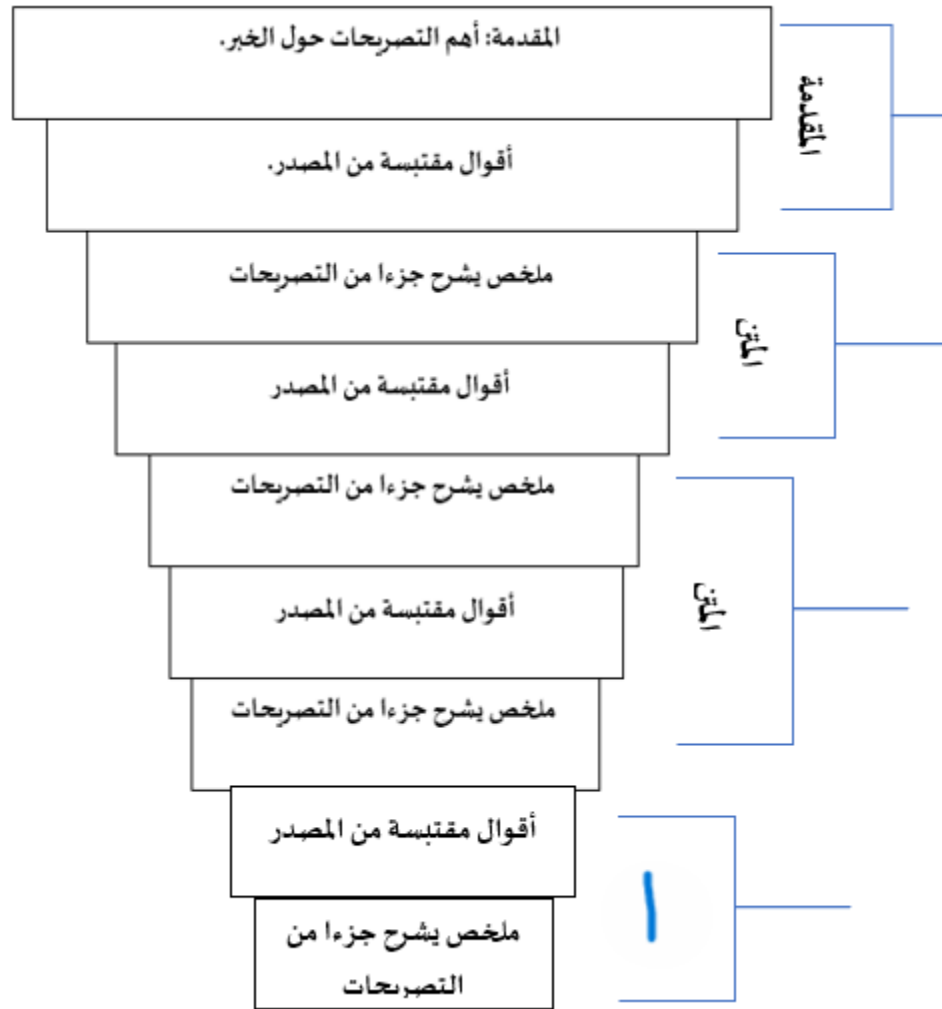 المقدمة: أهم التصريحات حول الخبر.
المقدمة
أقوال مقتبسة من المصدر.
ملخص يشرح جزءا من التصريحات
المتن
أقوال مقتبسة من المصدر
ملخص يشرح جزءا من التصريحات
أقوال مقتبسة من المصدر
المتن
ملخص يشرح جزءا من التصريحات
أقوال مقتبسة من المصدر
١
ملخص يشرح جزءا من
التصريحات